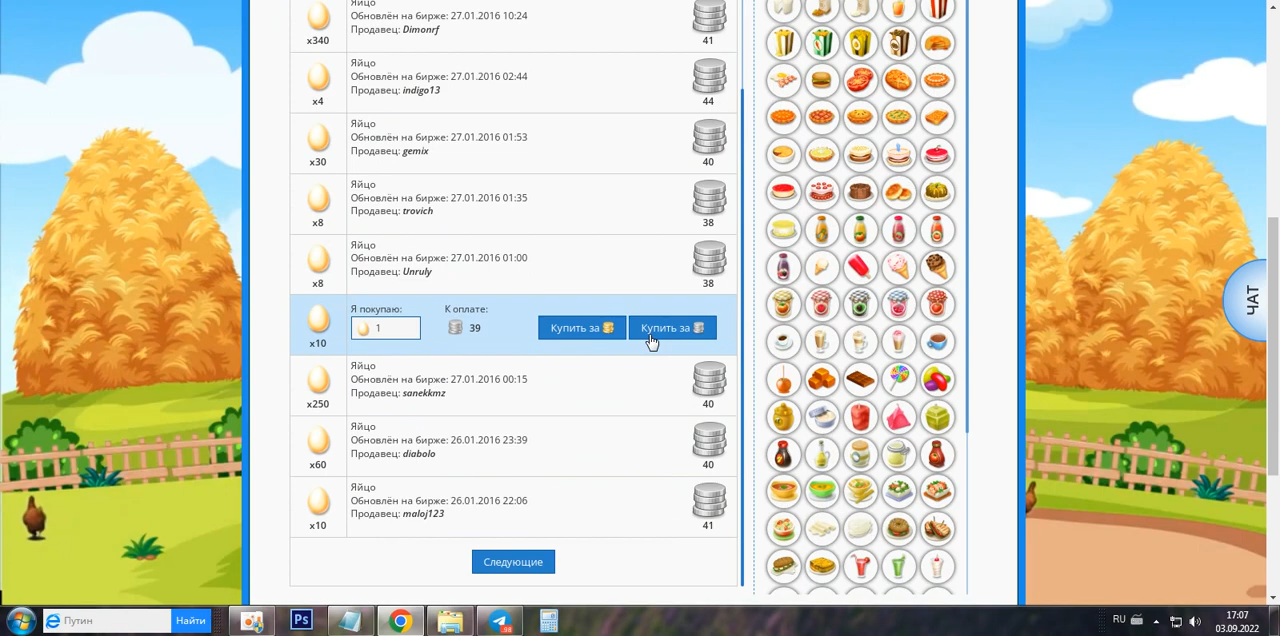 Яйцо
Обновлён на бирже: 27.01.2016 10:24
Продавец: Dimonrf
x340
41
Яйцо
Обновлён на бирже: 27.01.2016 02:44
Продавец: indigo13
x4
44
Яйцо
Обновлён на бирже: 27.01.2016 01:53
Продавец: gemix
x30
40
Яйцо
Обновлён на бирже: 27.01.2016 01:35
Продавец: trovich
x8
38
Яйцо
Обновлён на бирже: 27.01.2016 01:00
Продавец: Unruly
x8
38
Я покупаю: К оплате:
1 39 Купить за Купить за
x10
Яйцо
Обновлён на бирже: 27.01.2016 00:15
Продавец: sanekkmz
x250
40
Яйцо
Обновлён на бирже: 26.01.2016 23:39
Продавец: diabolo
x60
40
Яйцо
Обновлён на бирже: 26.01.2016 22:06
Продавец: maloj123
x10
41
Следующие
ЧАТ
Путин Найти
Ps
98
RU
17:07
03.09.2022